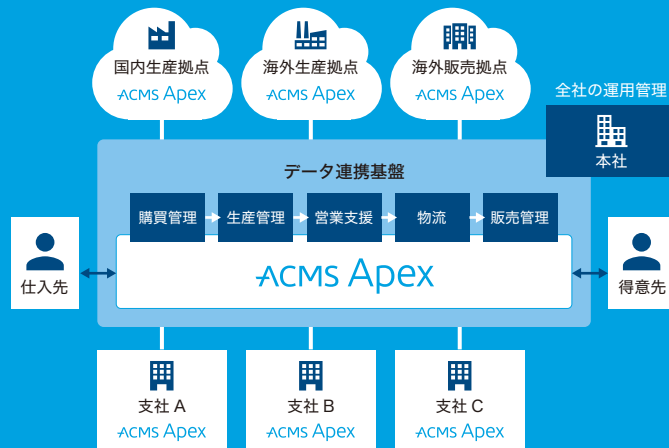 国内生産拠点
ACMS Apex
海外生産拠点
ACMS Apex
海外販売拠点
ACMS Apex
全社の運用管理
本社
データ連携基盤
購買管理
生産管理
営業支援
物流
販売管理
ACMS Apex
仕入先
得意先
支社 A
ACMS Apex
支社 B
ACMS Apex
支社 C
ACMS Apex